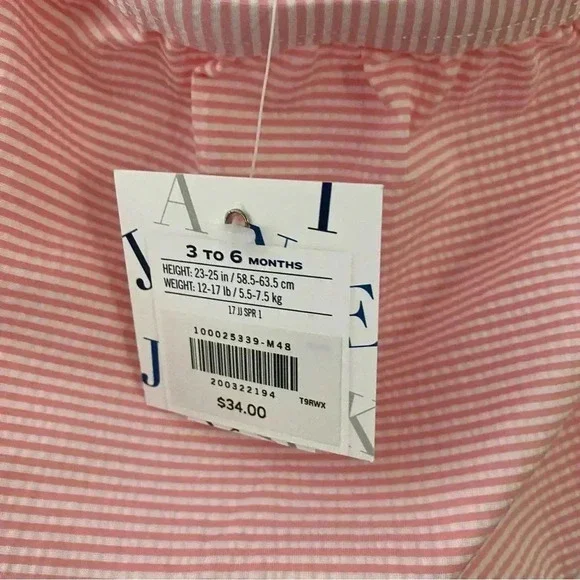 3 TO 6 MONTHS
HEIGHT: 23-25 in / 58.5-63.5 cm
WEIGHT: 12-17 lb / 5.5-7.5 kg
17 JJ SPR 1
100025339-M48
200322194
T9RWX
$34.00